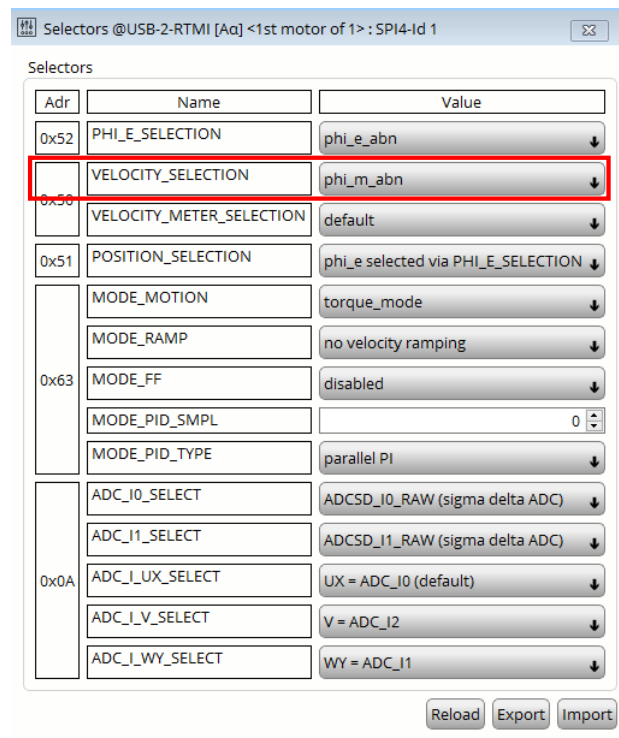 Selectors @USB-2-RTMI [Aα] <1st motor of 1> : SPI4-Id 1
Selectors
Adr Name Value
0x52 PHI_E_SELECTION phi_e_abn
0x50 VELOCITY_SELECTION phi_m_abn
VELOCITY_METER_SELECTION default
0x51 POSITION_SELECTION phi_e selected via PHI_E_SELECTION
0x63 MODE_MOTION torque_mode
MODE_RAMP no velocity ramping
MODE_FF disabled
MODE_PID_SMPL 0
MODE_PID_TYPE parallel PI
0x0A ADC_I0_SELECT ADCSD_I0_RAW (sigma delta ADC)
ADC_I1_SELECT ADCSD_I1_RAW (sigma delta ADC)
ADC_I_UX_SELECT UX = ADC_I0 (default)
ADC_I_V_SELECT V = ADC_I2
ADC_I_WY_SELECT WY = ADC_I1
Reload Export Import